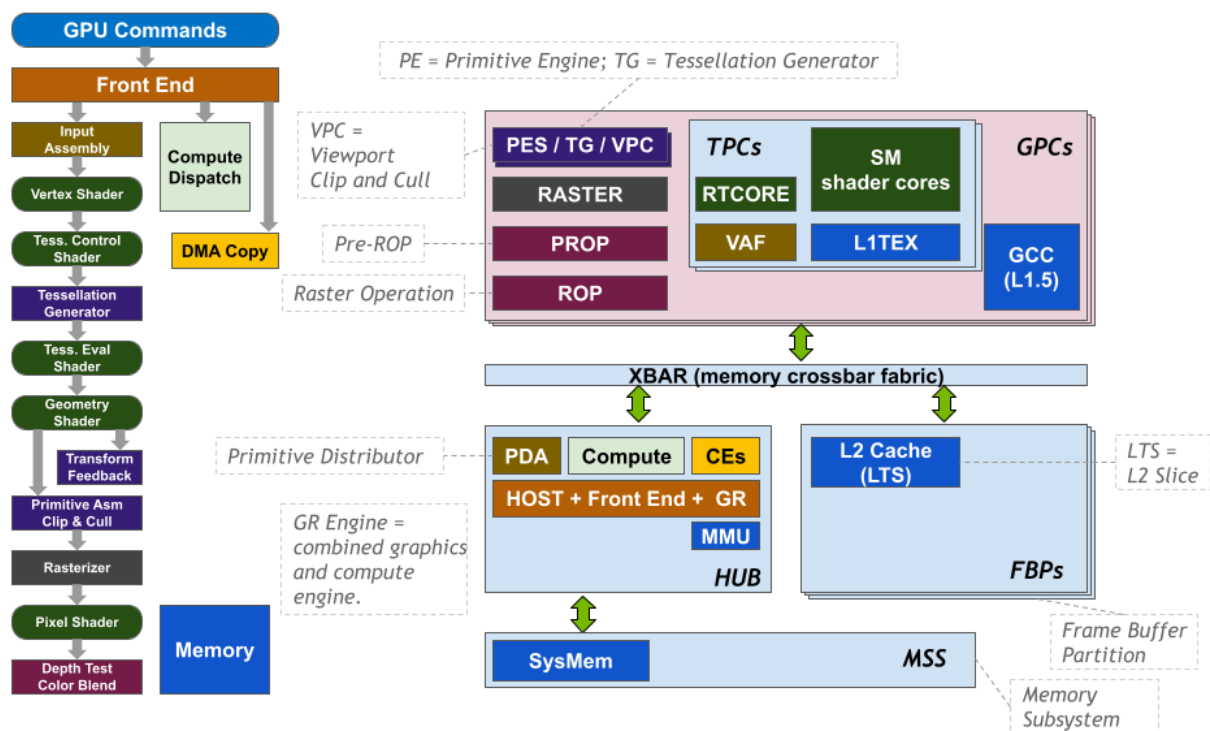 GPU Commands
Front End
Input
Assembly
Vertex Shader
Tess. Control
Shader
Tessellation
Generator
Tess. Eval
Shader
Geometry
Shader
Transform
Feedback
Primitive Asm
Clip & Cull
Rasterizer
Pixel Shader
Depth Test
Color Blend
Compute
Dispatch
DMA Copy
Memory
PE = Primitive Engine; TG = Tessellation Generator
VPC =
Viewport
Clip and Cull
Pre-ROP
Raster Operation
PES / TG / VPC
RASTER
PROP
ROP
TPCs
SM
shader cores
RTCORE
VAF
L1TEX
GPCs
GCC
(L1.5)
XBAR (memory crossbar fabric)
Primitive Distributor
GR Engine =
combined graphics
and compute
engine.
PDA
Compute
CEs
HOST + Front End + GR
MMU
HUB
L2 Cache
(LTS)
FBPs
LTS =
L2 Slice
Frame Buffer
Partition
SysMem
MSS
Memory
Subsystem